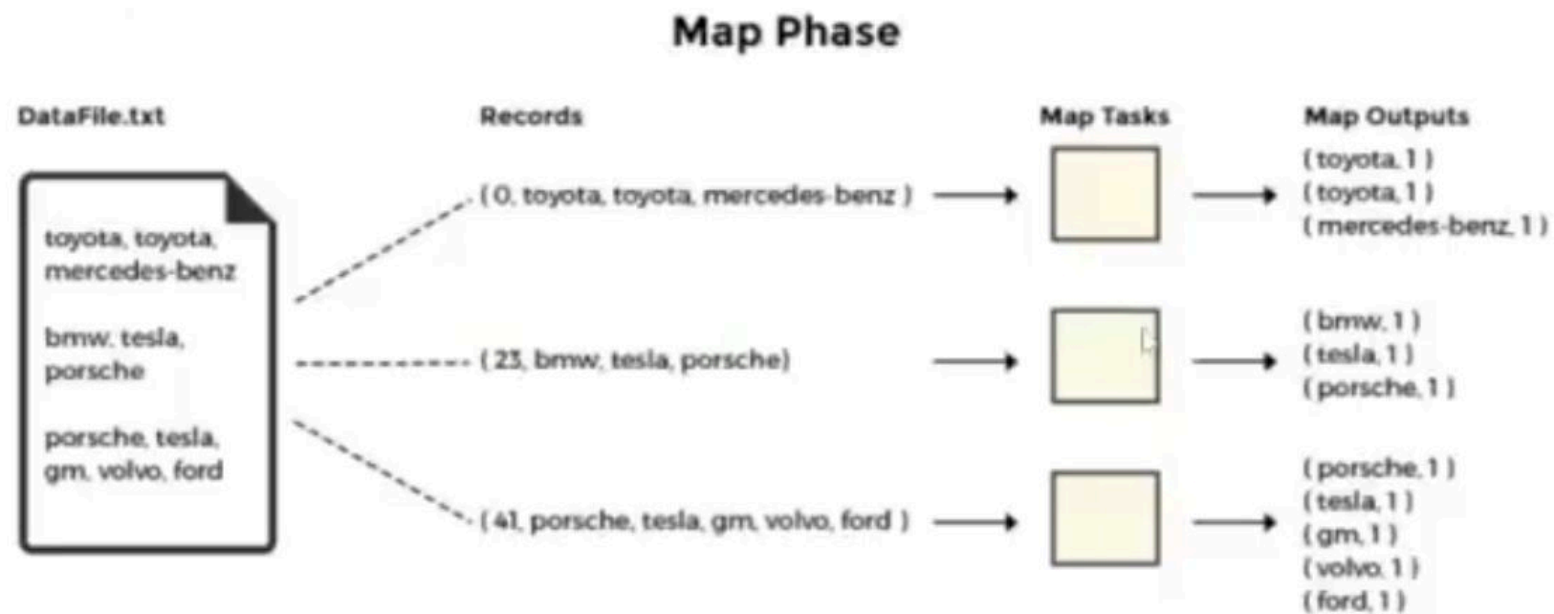 Map Phase
DataFile.txt
toyota, toyota,
mercedes-benz
bmw, tesla,
porsche
porsche, tesla,
gm, volvo, ford
Records
( 0, toyota, toyota, mercedes-benz )
( 23, bmw, tesla, porsche)
( 41, porsche, tesla, gm, volvo, ford )
Map Tasks
Map Outputs
( toyota, 1 )
( toyota, 1 )
( mercedes-benz, 1 )
( bmw, 1 )
( tesla, 1 )
( porsche, 1 )
( porsche, 1 )
( tesla, 1 )
( gm, 1 )
( volvo, 1 )
( ford, 1 )